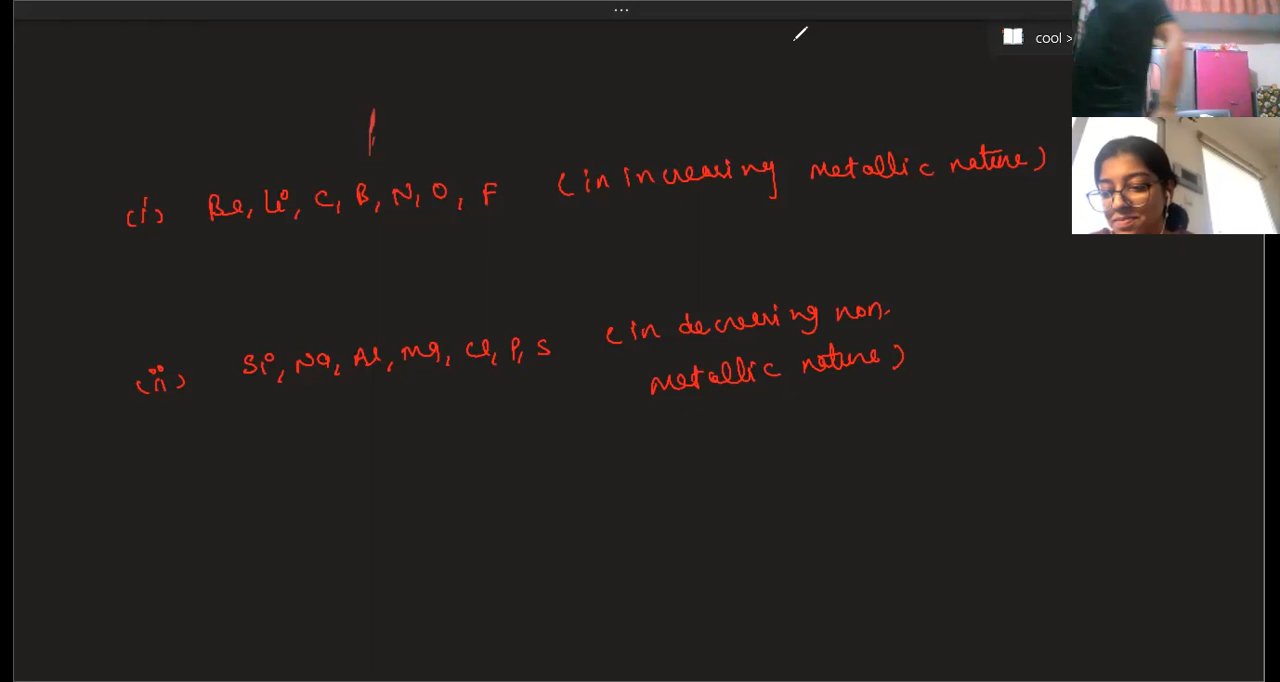 ...
cool >
(i) Be, Li, C, B, N, O, F (in increasing metallic nature)
(ii) Si, Na, Al, Mg, Cl, P, S (in decreasing non-
metallic nature)